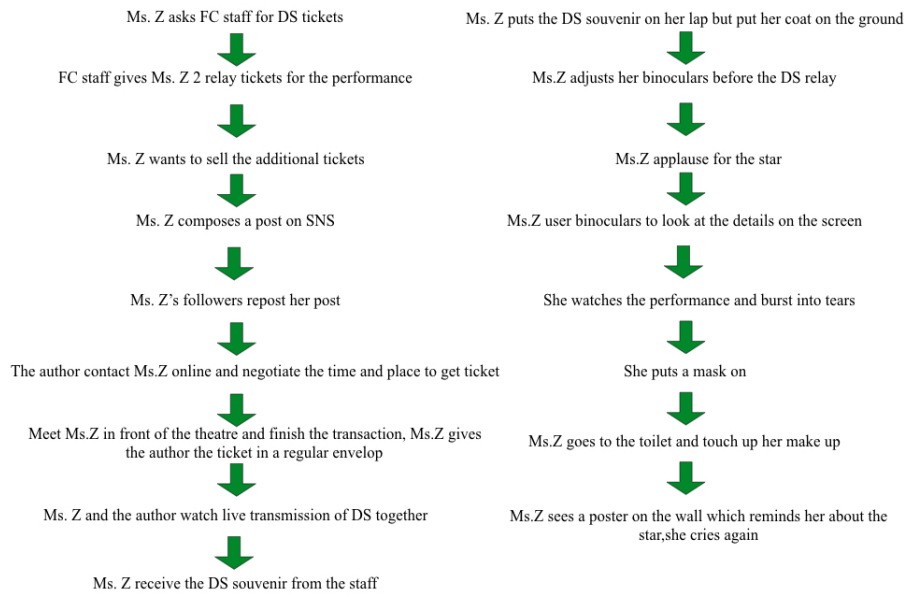 Ms. Z asks FC staff for DS tickets
FC staff gives Ms. Z 2 relay tickets for the performance
Ms. Z wants to sell the additional tickets
Ms. Z composes a post on SNS
Ms. Z's followers repost her post
The author contact Ms.Z online and negotiate the time and place to get ticket
Meet Ms.Z in front of the theatre and finish the transaction, Ms.Z gives
the author the ticket in a regular envelop
Ms. Z and the author watch live transmission of DS together
Ms. Z receive the DS souvenir from the staff
Ms. Z puts the DS souvenir on her lap but put her coat on the ground
Ms.Z adjusts her binoculars before the DS relay
Ms.Z applause for the star
Ms.Z user binoculars to look at the details on the screen
She watches the performance and burst into tears
She puts a mask on
Ms.Z goes to the toilet and touch up her make up
Ms.Z sees a poster on the wall which reminds her about the
star,she cries again